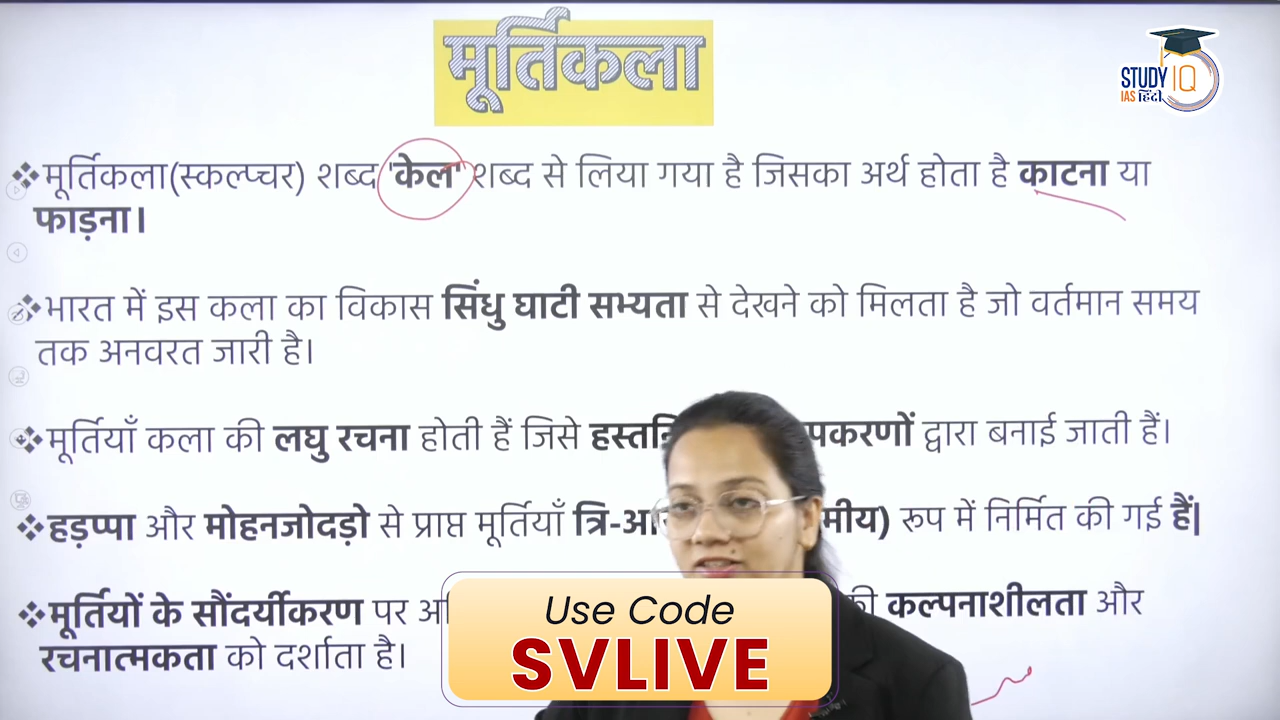 मूर्तिकला
STUDY IQ
IAS हिंदी
❖मूर्तिकला(स्कल्प्चर) शब्द 'केल' शब्द से लिया गया है जिसका अर्थ होता है काटना या
फाड़ना।
❖भारत में इस कला का विकास सिंधु घाटी सभ्यता से देखने को मिलता है जो वर्तमान समय
तक अनवरत जारी है।
❖मूर्तियाँ कला की लघु रचना होती हैं जिसे द्वारा बनाई जाती हैं।
❖हड़प्पा और मोहनजोदड़ो से प्राप्त मूर्तियाँ रूप में निर्मित की गई हैं|
❖मूर्तियों के सौंदर्यीकरण पर की कल्पनाशीलता और
रचनात्मकता को दर्शाता है।
Use Code
SVLIVE